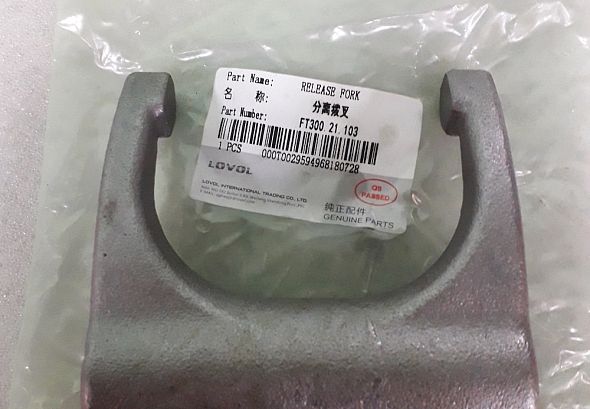 Part Name: RELEASE FORK
名 称: 分离拨叉
Part Number: FT300.21.103
1 PCS 000T0029594968180728
LOVOL
LOVOL INTERNATIONAL TRADING CO., LTD.
QS
PASSED
纯正配件
GENUINE PARTS